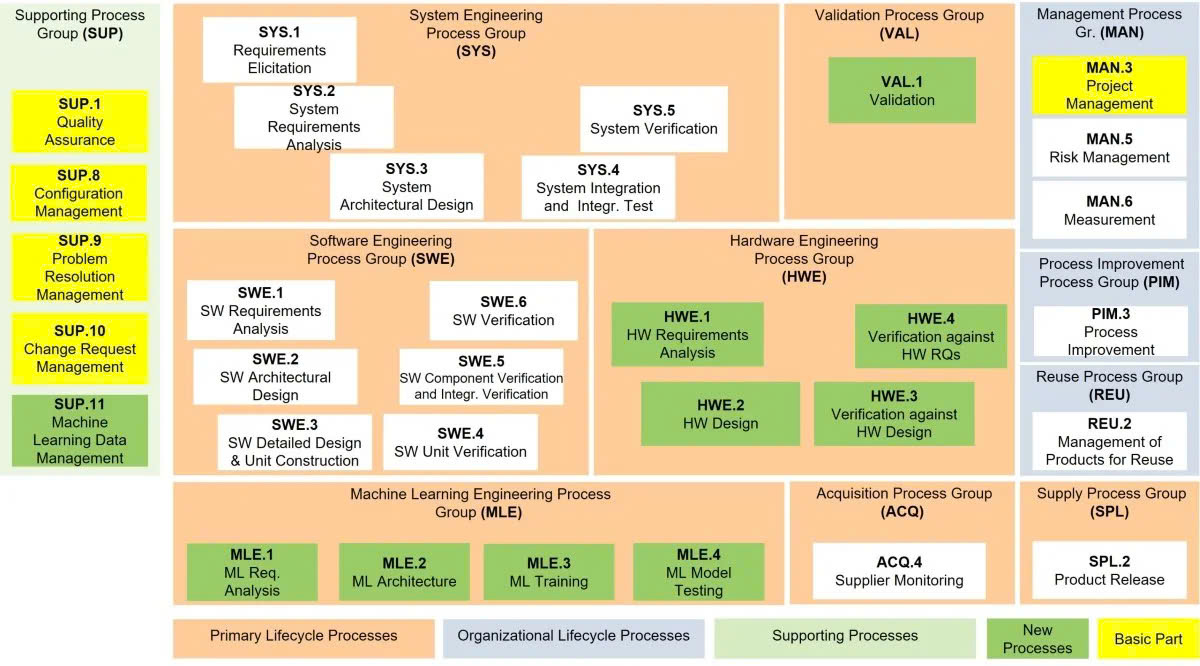 Supporting Process
Group (SUP)
SUP.1
Quality
Assurance
SUP.8
Configuration
Management
SUP.9
Problem
Resolution
Management
SUP.10
Change Request
Management
SUP.11
Machine
Learning Data
Management
System Engineering
Process Group
(SYS)
SYS.1
Requirements
Elicitation
SYS.2
System
Requirements
Analysis
SYS.3
System
Architectural Design
SYS.5
System Verification
SYS.4
System Integration
and Integr. Test
Validation Process Group
(VAL)
VAL.1
Validation
Management Process
Gr. (MAN)
MAN.3
Project
Management
MAN.5
Risk Management
MAN.6
Measurement
Software Engineering
Process Group (SWE)
SWE.1
SW Requirements
Analysis
SWE.2
SW Architectural
Design
SWE.3
SW Detailed Design
& Unit Construction
SWE.6
SW Verification
SWE.5
SW Component Verification
and Integr. Verification
SWE.4
SW Unit Verification
Hardware Engineering
Process Group
(HWE)
HWE.1
HW Requirements
Analysis
HWE.2
HW Design
HWE.4
Verification against
HW RQs
HWE.3
Verification against
HW Design
Process Improvement
Process Group (PIM)
PIM.3
Process
Improvement
Reuse Process Group
(REU)
REU.2
Management of
Products for Reuse
Machine Learning Engineering Process
Group (MLE)
MLE.1
ML Req.
Analysis
MLE.2
ML Architecture
MLE.3
ML Training
MLE.4
ML Model
Testing
Acquisition Process Group
(ACQ)
ACQ.4
Supplier Monitoring
Supply Process Group
(SPL)
SPL.2
Product Release
Primary Lifecycle Processes
Organizational Lifecycle Processes
Supporting Processes
New
Processes
Basic Part